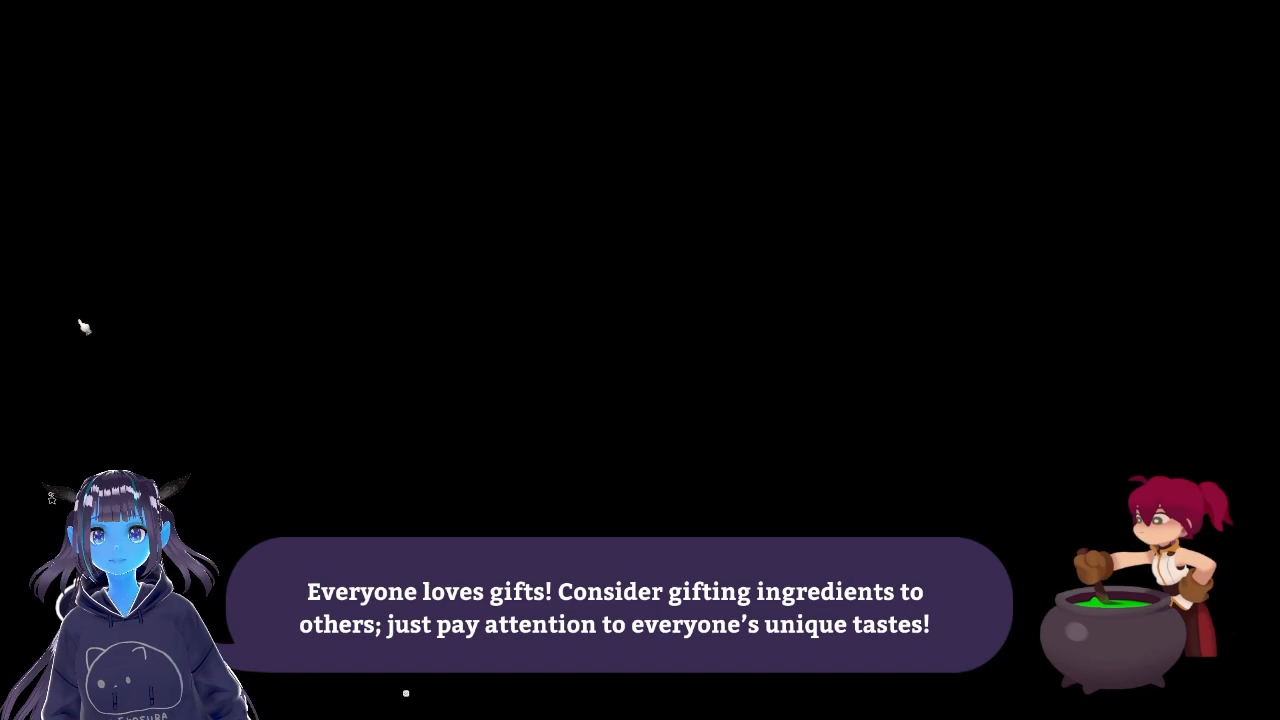 Everyone loves gifts! Consider gifting ingredients to
others; just pay attention to everyone's unique tastes!